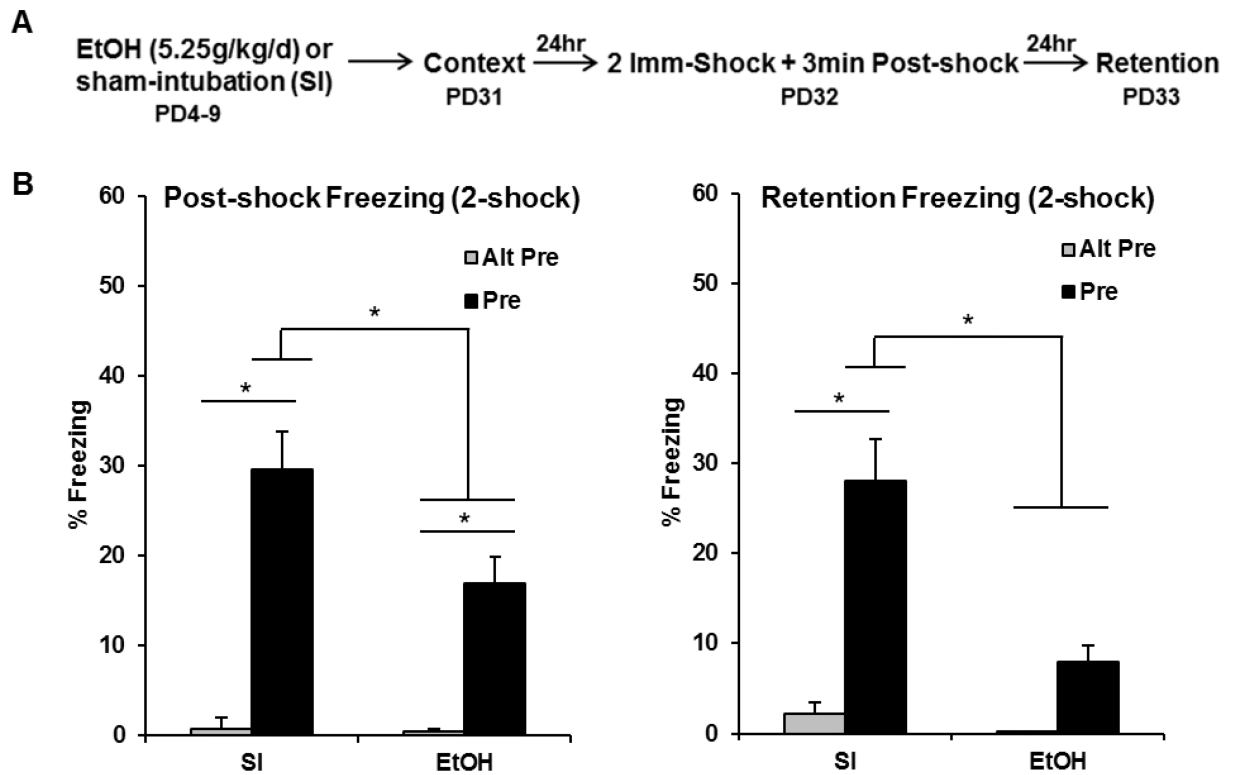 A
EtOH (5.25g/kg/d) or
sham-intubation (SI)
PD4-9
Context
PD31
24hr
2 Imm-Shock + 3min Post-shock
PD32
24hr
Retention
PD33
B
Post-shock Freezing (2-shock)
Alt Pre
Pre
% Freezing
60
50
40
30
20
10
0
*
*
*
SI
EtOH
Retention Freezing (2-shock)
Alt Pre
Pre
% Freezing
60
50
40
30
20
10
0
*
*
SI
EtOH